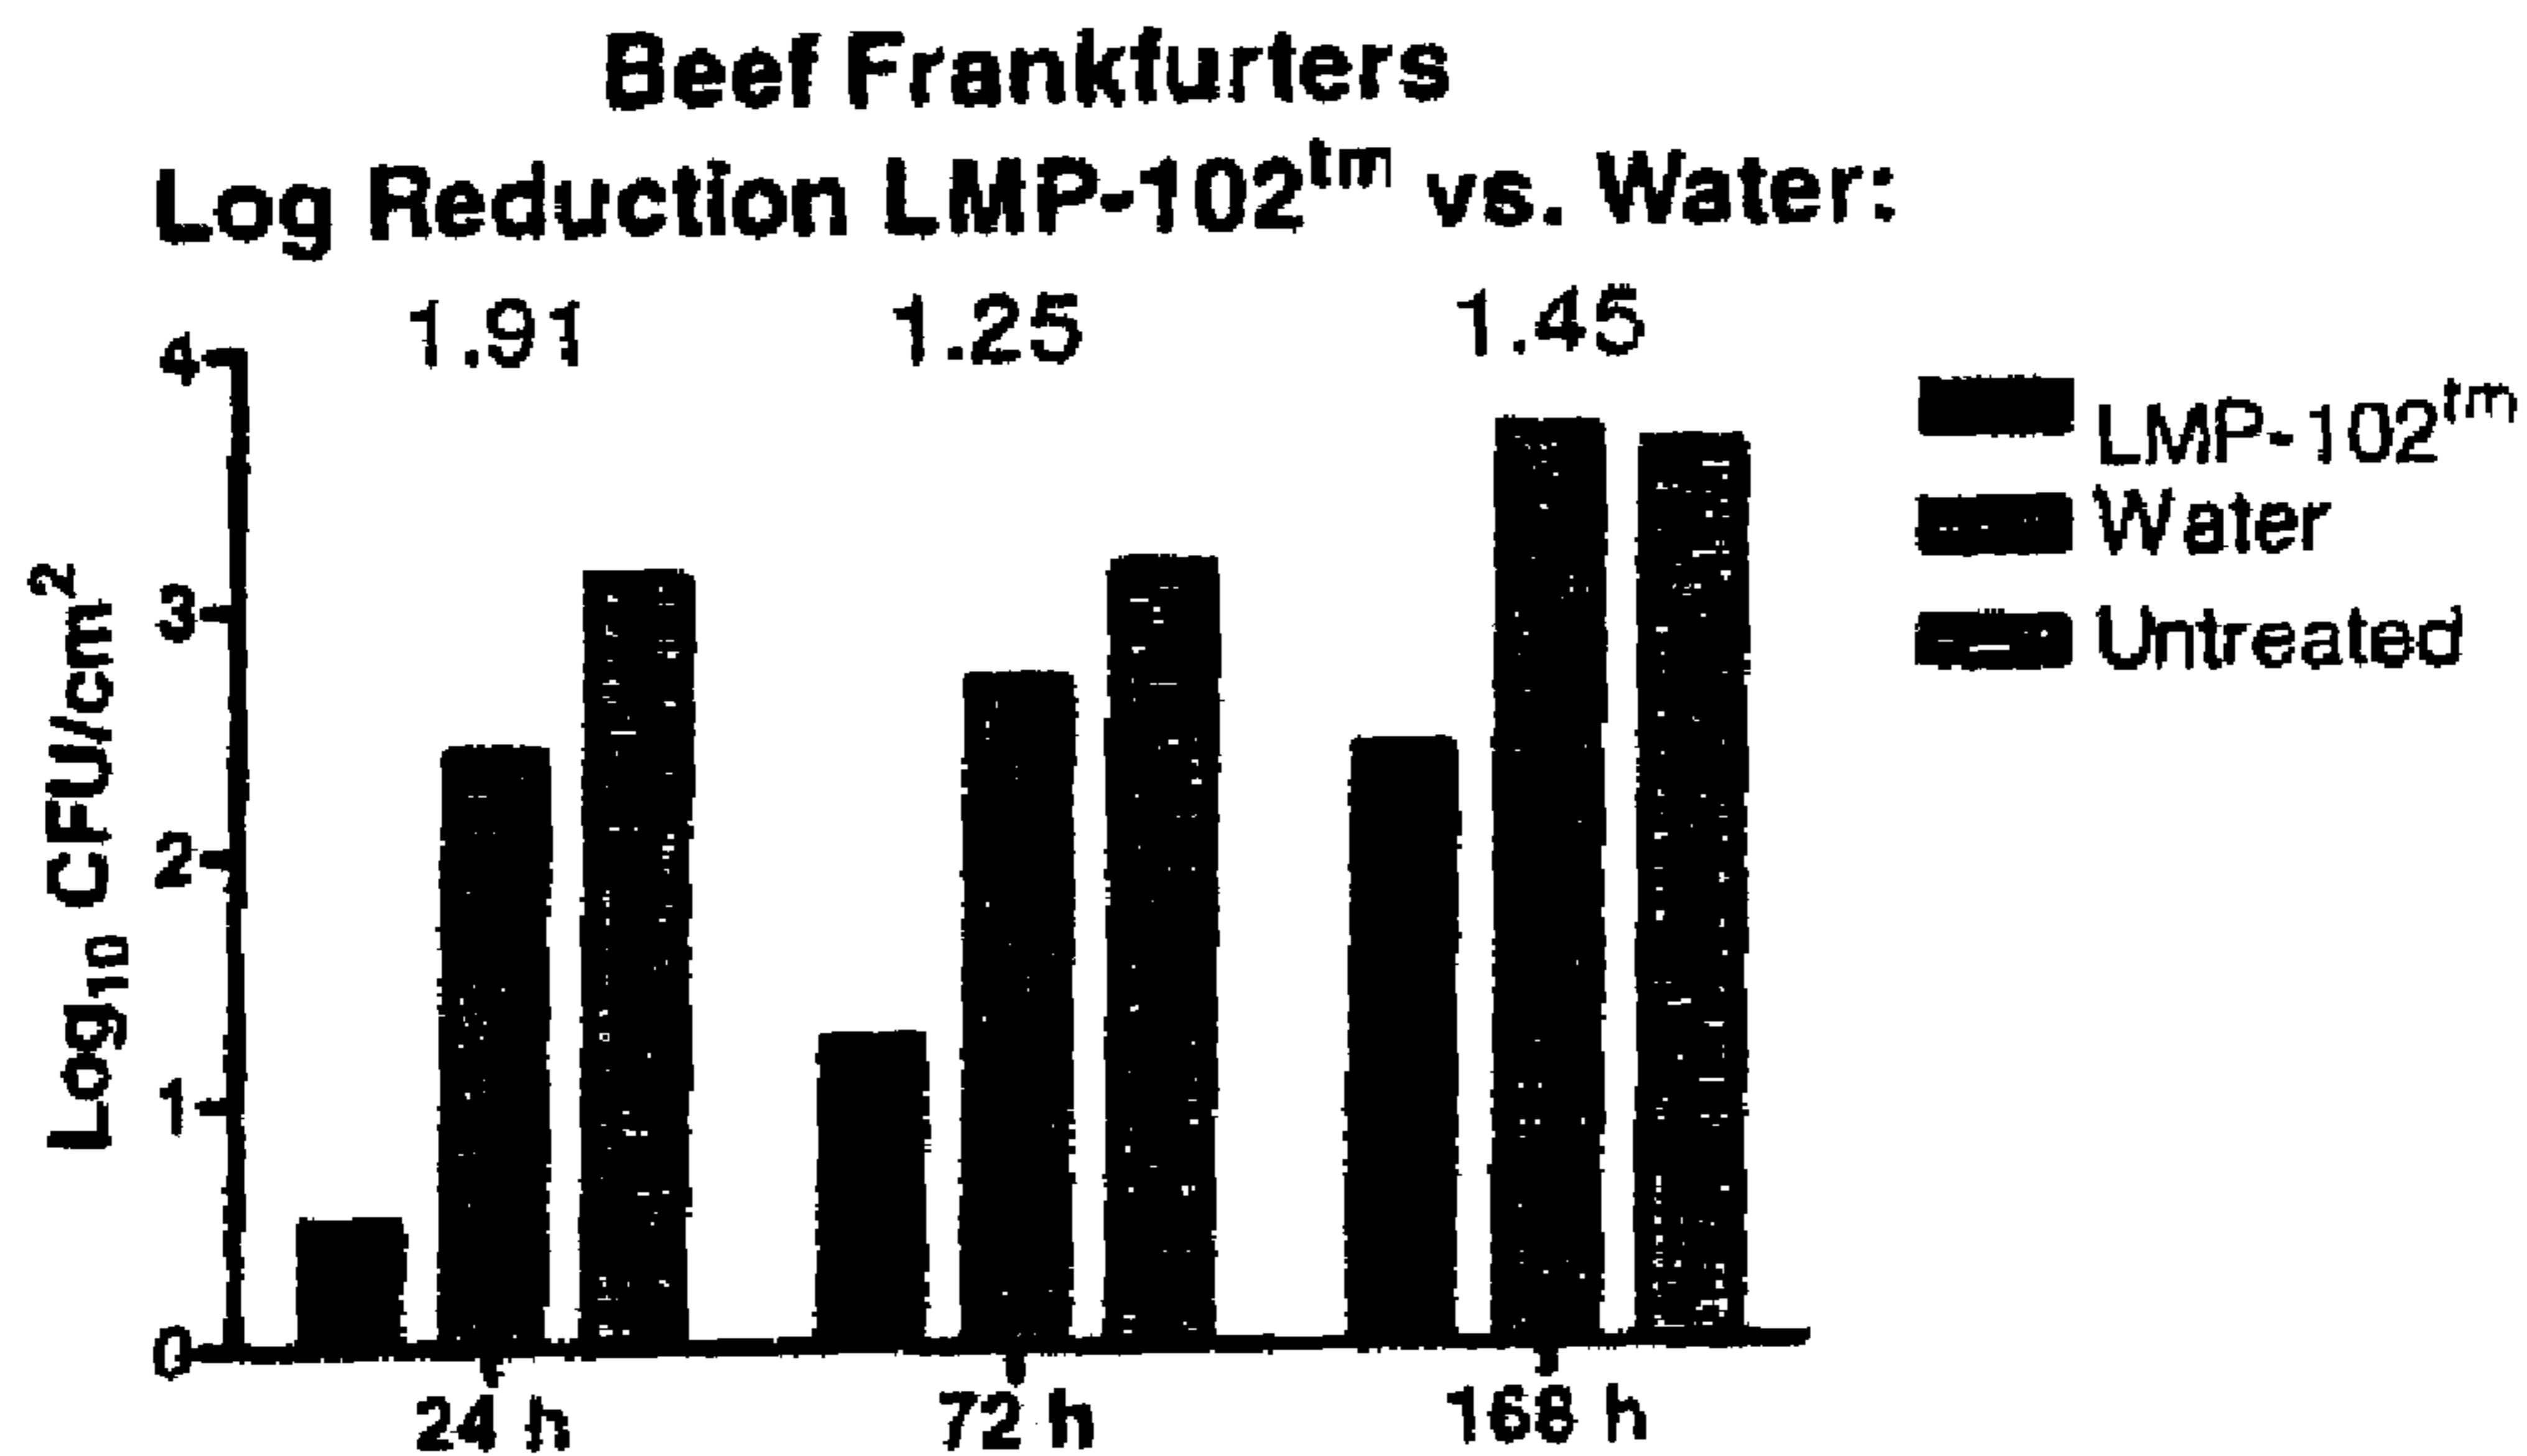 Beef Frankfurters
Log Reduction LMP-102tm vs. Water:
1.91 1.25 1.45
4
3
2
1
0
Log10 CFU/cm2
24 h 72 h 168 h
LMP-102tm
Water
Untreated